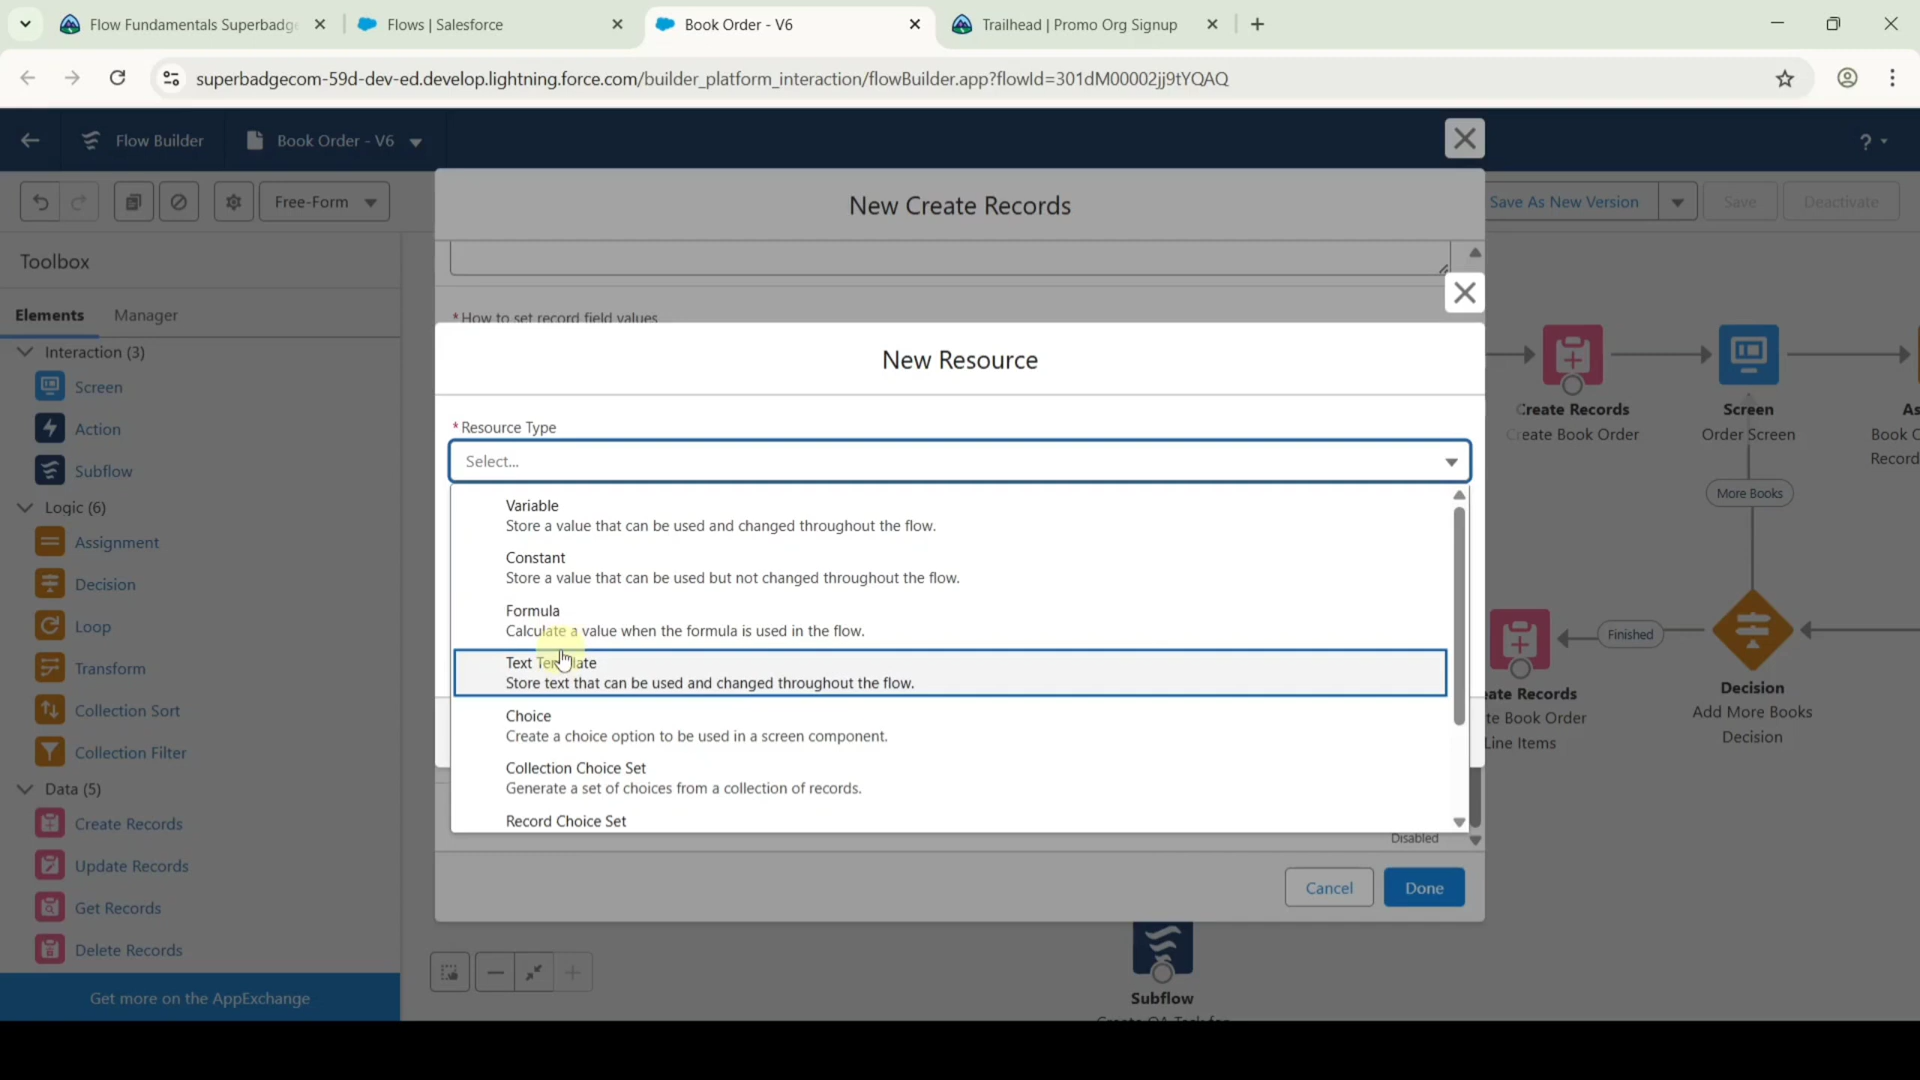 Flow Fundamentals Superbadge
Flows | Salesforce
Book Order - V6
Trailhead | Promo Org Signup
superbadgecom-59d-dev-ed.develop.lightning.force.com/builder_platform_interaction/flowBuilder.app?flowId=301dM00002jj9tYQAQ
Flow Builder
Book Order - V6
?
Free-Form
New Create Records
Save As New Version
Save
Deactivate
Toolbox
Elements
Manager
* How to set record field values
New Resource
* Resource Type
Select...
Variable
Store a value that can be used and changed throughout the flow.
Constant
Store a value that can be used but not changed throughout the flow.
Formula
Calculate a value when the formula is used in the flow.
Text Template
Store text that can be used and changed throughout the flow.
Choice
Create a choice option to be used in a screen component.
Collection Choice Set
Generate a set of choices from a collection of records.
Record Choice Set
Disabled
Cancel
Done
Interaction (3)
Screen
Action
Subflow
Logic (6)
Assignment
Decision
Loop
Transform
Collection Sort
Collection Filter
Data (5)
Create Records
Update Records
Get Records
Delete Records
Get more on the AppExchange
Create Records
Create Book Order
Screen
Order Screen
As
Book O
Record
More Books
Finished
ate Records
te Book Order
Line Items
Decision
Add More Books
Decision
Subflow